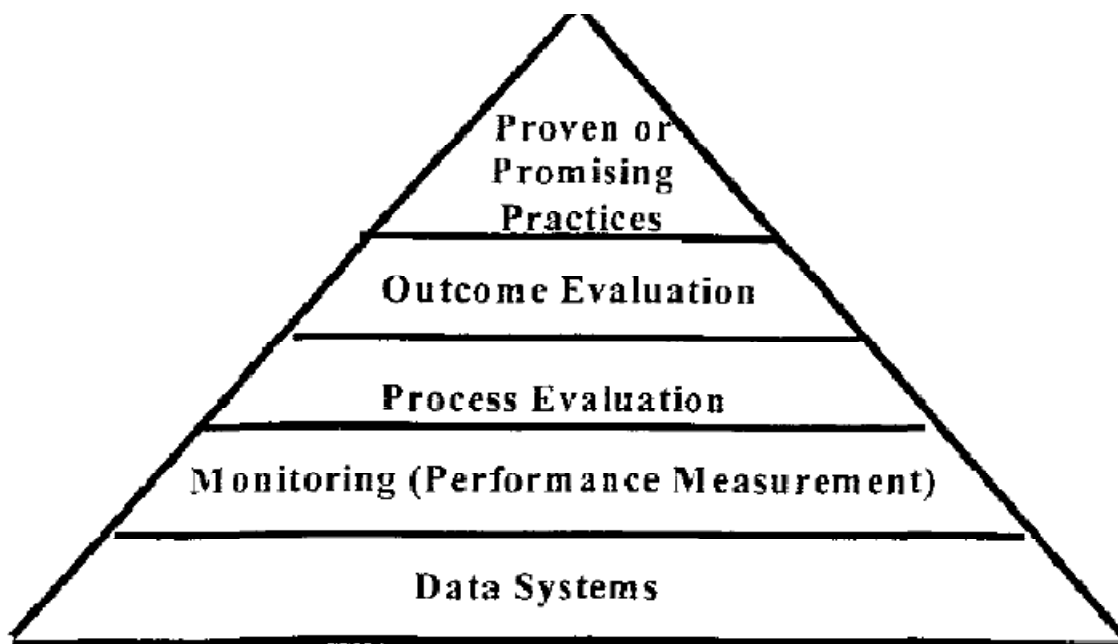 Proven or
Promising
Practices
Outcome Evaluation
Process Evaluation
Monitoring (Performance Measurement)
Data Systems